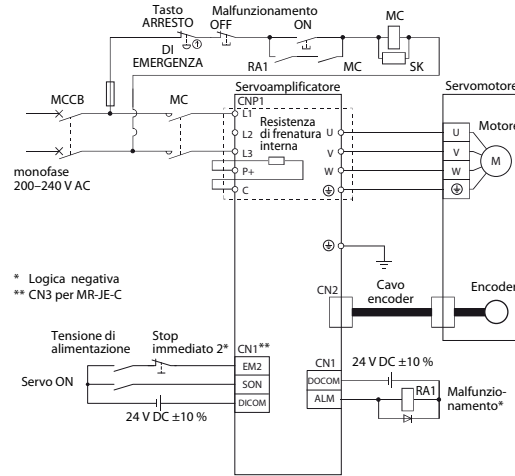 Tasto
ARRESTO
①
DI
EMERGENZA
Malfunzionamento
OFF
ON
RA1
MC
MC
SK
MCCB
MC
monofase
200–240 V AC
Servoamplificatore
CNP1
L1
L2
L3
P+
C
Resistenza
di frenatura
interna
U
V
W
Servomotore
U
V
W
Motore
M
* Logica negativa
** CN3 per MR-JE-C
CN2
Cavo
encoder
Encoder
Tensione di
alimentazione
Stop
immediato 2*
CN1**
EM2
SON
DICOM
Servo ON
24 V DC ±10 %
CN1
DOCOM
ALM
24 V DC ±10 %
RA1
Malfunzio-
namento*